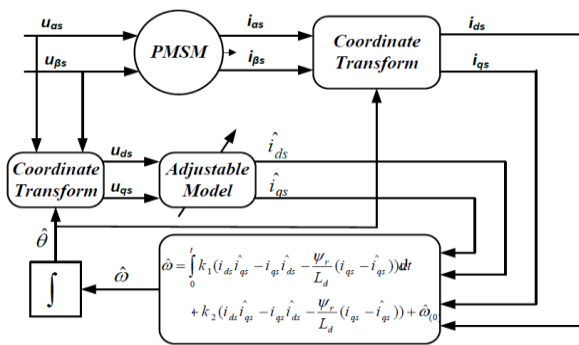 u_αs i_αs i_ds
PMSM Coordinate Transform
u_βs i_βs i_qs
u_ds î_ds
Coordinate Transform Adjustable Model
u_qs î_qs
θ̂
ω̂ = ∫₀ᵗ k₁(i_ds î_qs − i_qs î_ds − ψ_r/L_d (i_qs − î_qs))dt
∫ ω̂
+ k₂(i_ds î_qs − i_qs î_ds − ψ_r/L_d (i_qs − î_qs)) + ω̂_(0)